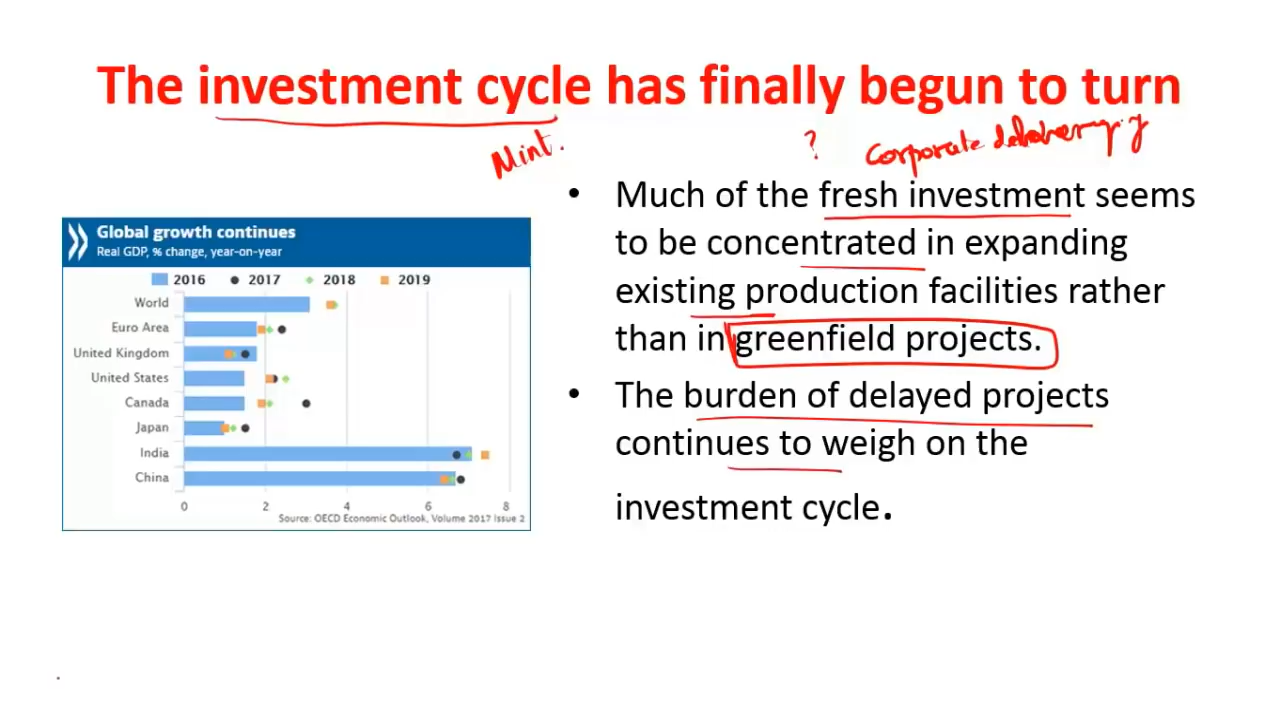 The investment cycle has finally begun to turn
Mint.
?
corporate
• Much of the fresh investment seems
to be concentrated in expanding
existing production facilities rather
than in greenfield projects.
• The burden of delayed projects
continues to weigh on the
investment cycle.
Global growth continues
Real GDP, % change, year-on-year
2016 2017 2018 2019
World
Euro Area
United Kingdom
United States
Canada
Japan
India
China
0 2 4 6 8
Source: OECD Economic Outlook, Volume 2017 Issue 2